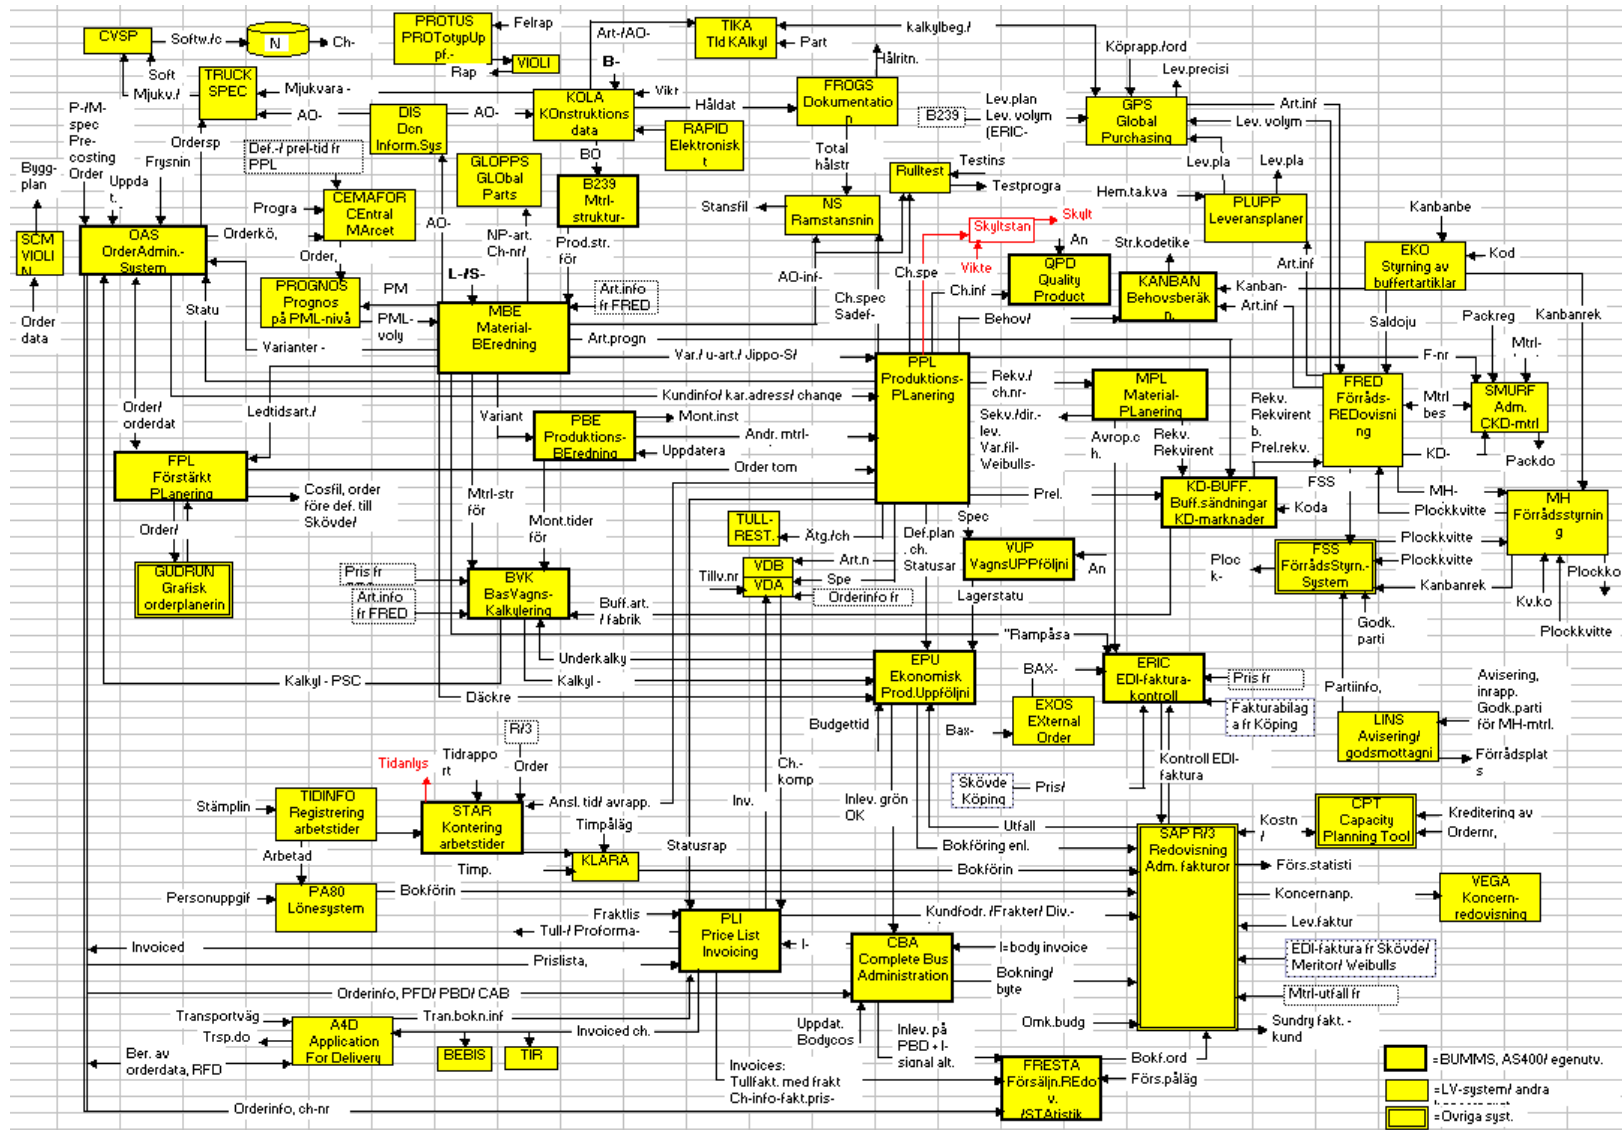 CVSP
Softw./c
N
Ch-
Soft
Mjukv./
TRUCK
SPEC
Mjukvara -
AO-
PROTUS
PROTotypUp
pf.-
Felrap
VIOLI
Rap
Art-/AO-
B-
TIKA
TId KAlkyl
Part
kalkylbeg./
Hålritn.
Vikt
KOLA
KOnstruktions
data
Håldat
RAPID
Elektronisk
t
FROGS
Dokumentatio
n
DIS
Dcn
Inform.Sys
AO-
Köprapp./ord
Lev.precisi
B239
Lev.plan
Lev. volym
(ERIC-
GPS
Global
Purchasing
Art.inf
Lev. volym
P-/M-
spec
Pre-
costing
Order
Uppda
t.
Frysnin
Ordersp
Def.-/ prel-tid fr
PPL
GLOPPS
GLObal
Parts
BO
B239
Mtrl-
struktur-
Total
hålstr
Rulltest
Testins
Testprogra
Lev.pla
Lev.pla
Bygg-
plan
Progra
CEMAFOR
CEntral
MArcet
AO-
Stansfil
NS
Ramstansnin
Skyltstan
Skylt
Vikte
Hem.ta.kva
PLUPP
Leveransplaner
Kanbanbe
SCM
VIOLI
N
OAS
OrderAdmin.-
System
Orderkö,
Order,
NP-art.
Ch-nr/
Prod.str.
för
An
Str.kodetike
EKO
Styrning av
buffertartiklar
Kod
L-/S-
AO-inf-
Ch.spe
QPD
Quality
Product
KANBAN
Behovsberäk
n.
Kanban-
Art.inf
Art.inf
PROGNOS
Prognos
på PML-nivå
PM
PML-
voly
Statu
Art.info
fr FRED
MBE
Material-
BEredning
Ch.spec
Sadef-
Ch.inf
Behov/
Saldoju
Packreg
Kanbanrek
Order
data
Varianter -
Art.progn
Var./ u-art./ Jippo-S/
PPL
Produktions-
PLanering
F-nr
Mtrl-
Kundinfo/ kar.adress/ change
Rekv./
ch.nr-
MPL
Material-
PLanering
FRED
Förråds-
REDovisni
ng
Mtrl
bes
SMURF
Adm.
CKD-mtrl
Order/
orderdat
Ledtidsart./
Variant
PBE
Produktions-
BEredning
Mont.inst
Andr. mtrl-
Uppdatera
Sekv./dir.-
lev.
Var.fil-
Weibulls-
Avrop.c
h.
Rekv.
Rekvirent
Rekv.
Rekvirent
b.
Prel.rekv.
KD-
Packdo
FPL
Förstärkt
PLanering
Order tom
Cosfil, order
före def. till
Skövde/
Mtrl-str
för
Mont.tider
för
Prel.
KD-BUFF.
Buff.sändningar
KD-marknader
Koda
FSS
MH-
Plockkvitte
MH
Förrådsstyrnin
g
Order/
GUDRUN
Grafisk
orderplanerin
TULL-
REST.
Åtg./ch
Def.plan
. ch.
Statusar
Spec
VUP
VagnsUPPföljni
An
Ploc
k-
FSS
FörrådsStyrn.-
System
Plockkvitte
Plockkvitte
Kanbanrek
Plockko
Pris fr
Art.info
fr FRED
BVK
BasVagns-
Kalkylering
Buff.art.
/ fabrik
VDB
VDA
Tillv.nr
Art.n
Spe
Orderinfo fr
Lagerstatu
"Rampåsa
Godk.
parti
Kv.ko
Plockkvitte
Underkalky
Kalkyl - PSC
Kalkyl -
Däckre
EPU
Ekonomisk
Prod.Uppföljni
BAX-
EXOS
EXternal
Order
Bax-
ERIC
EDI-faktura-
kontroll
Pris fr
Fakturabilag
a fr Köping
Partiinfo,
Avisering,
inrapp.
Godk.parti
för MH-mtrl.
LINS
Avisering/
godsmottagni
Förrådsplat
s
Budgettid
R/3
Order
Tidrappo
rt
Tidanlys
Ch.-
komp
Kontroll EDI-
faktura
Skövde
Köping
Pris/
Stämplin
TIDINFO
Registrering
arbetstider
STAR
Kontering
arbetstider
Ansl. tid/ avrapp.
Timpåläg
Inv.
Inlev. grön
OK
Utfall
SAP R/3
Redovisning
Adm. fakturor
Kostn
/
CPT
Capacity
Planning Tool
Kreditering av
Ordernr,
Arbetad
Timp.
KLARA
Statusrap
Bokföring enl.
Bokförin
Förs.statisti
Personuppgif
PA80
Lönesystem
Bokförin
Koncernanp.
VEGA
Koncern-
redovisning
Fraktlis
Tull-/ Proforma-
PLI
Price List
Invoicing
Kundfodr. /Frakter/ Div.-
Lev.faktur
Invoiced
I-
CBA
Complete Bus
Administration
I=body invoice
Bokning/
byte
EDI-faktura fr Skövde/
Meritor/ Weibulls
Prislista,
Orderinfo, PFD/ PBD/ CAB
Mtrl-utfall fr
Transportväg
Trsp.do
A4D
Application
For Delivery
Tran.bokn.inf
Invoiced ch.
Uppdat.
Bodycos
Inlev. på
PBD + I-
sional alt.
Omk.budg
Sundry fakt. -
kund
Ber. av
orderdata, RFD
BEBIS
TIR
Invoices:
Tullfakt. med frakt
Ch-info-fakt.pris-
FRESTA
Försäljn.REdo
v.
/STAtistik
Bokf.ord
Förs.pålåg
Orderinfo, ch-nr
=BUMMS, AS400/ egenutv.
=LV-system/ andra
=Övriga syst.